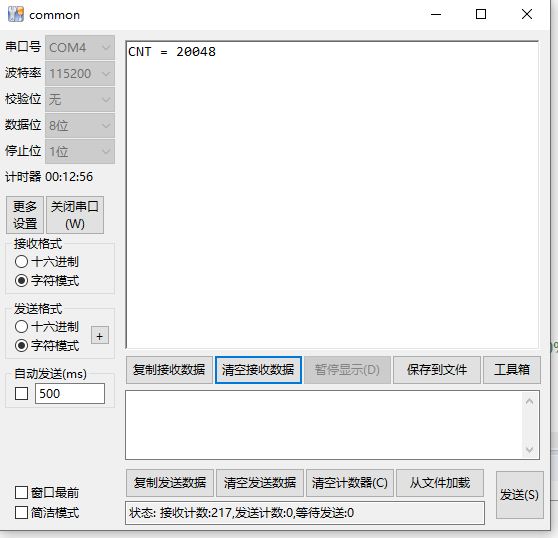 common
串口号 COM4
波特率 115200
校验位 无
数据位 8位
停止位 1位
计时器 00:12:56
更多
设置
关闭串口
(W)
接收格式
十六进制
字符模式
发送格式
十六进制
字符模式
+
自动发送(ms)
500
窗口最前
简洁模式
CNT = 20048
复制接收数据 清空接收数据 暂停显示(D) 保存到文件 工具箱
复制发送数据 清空发送数据 清空计数器(C) 从文件加载
发送(S)
状态: 接收计数:217,发送计数:0,等待发送:0